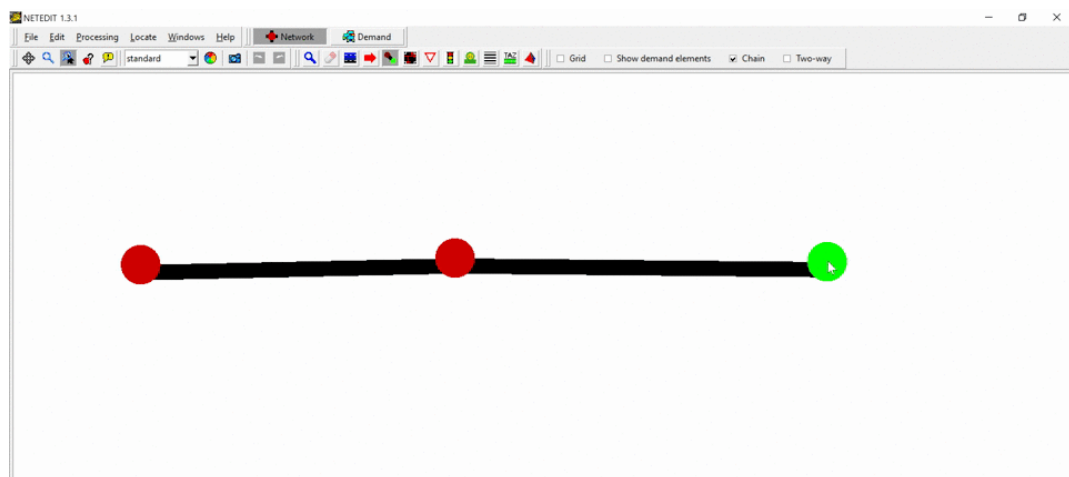 NETEDIT 1.3.1
File Edit Processing Locate Windows Help Network Demand
standard TAZ Grid Show demand elements Chain Two-way